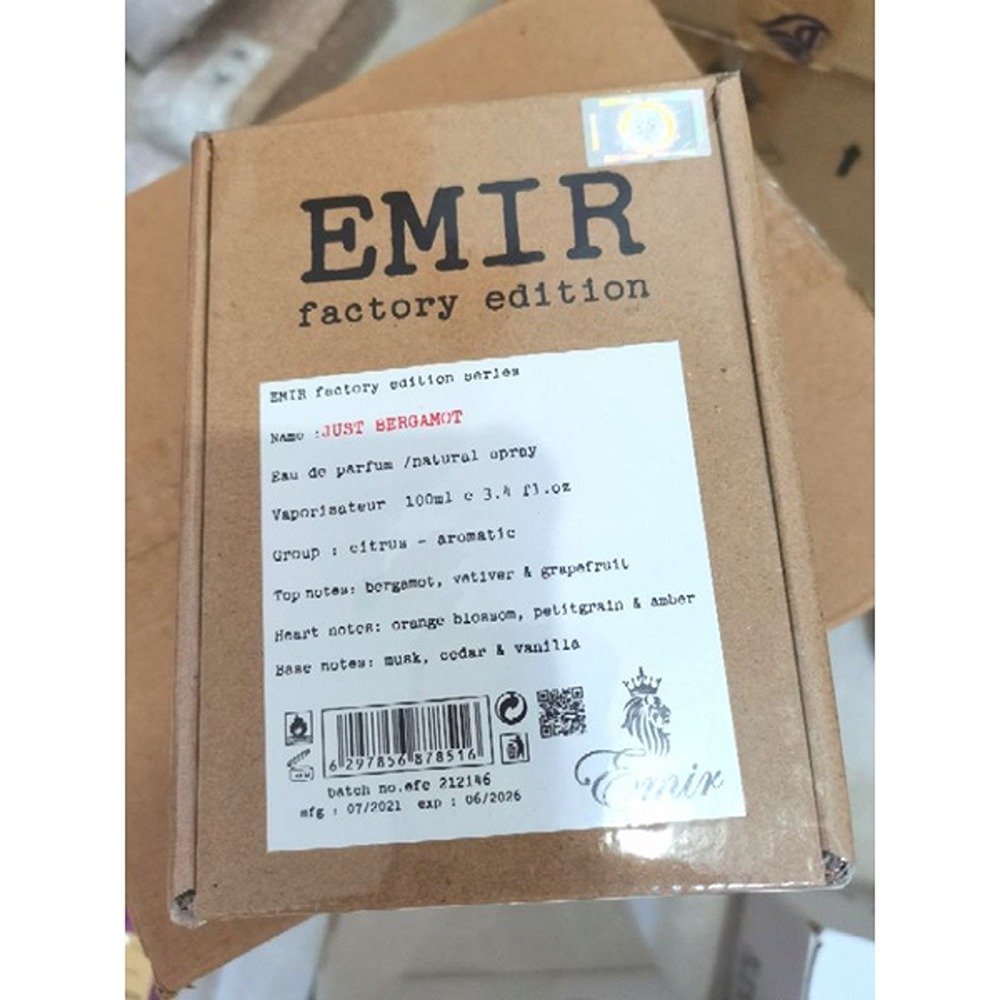 EMIR
factory edition
EMIR factory edition series
Name :JUST BERGAMOT
Eau de parfum /natural spray
Vaporisateur 100ml e 3.4 fl.oz
Group : citrus - aromatic
Top notes: bergamot, vetiver & grapefruit
Heart notes: orange blossom, petitgrain & amber
Base notes: musk, cedar & vanilla
6 297856 878516
batch no.efc 212146
mfg : 07/2021 exp : 06/2026
Emir